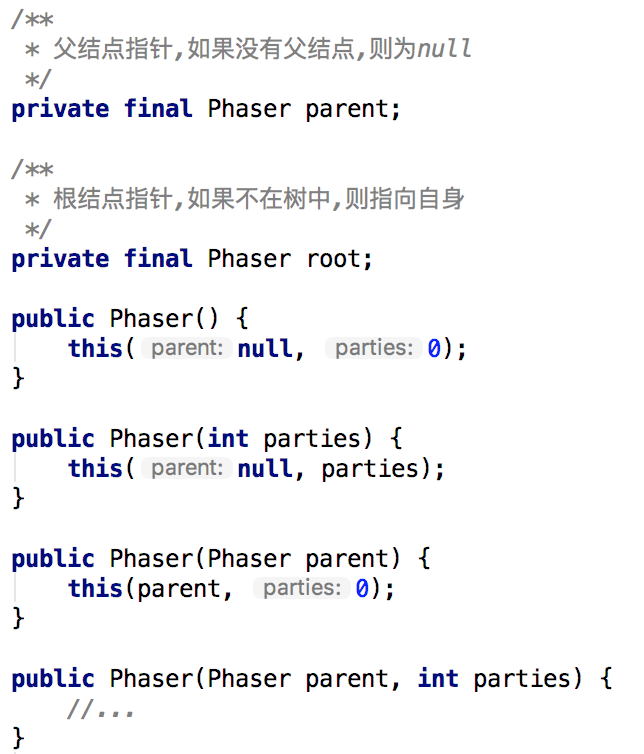 /**
 * 父结点指针,如果没有父结点,则为null
 */
private final Phaser parent;
/**
 * 根结点指针,如果不在树中,则指向自身
 */
private final Phaser root;
public Phaser() {
    this( parent: null, parties: 0);
}
public Phaser(int parties) {
    this( parent: null, parties);
}
public Phaser(Phaser parent) {
    this(parent, parties: 0);
}
public Phaser(Phaser parent, int parties) {
    //...
}